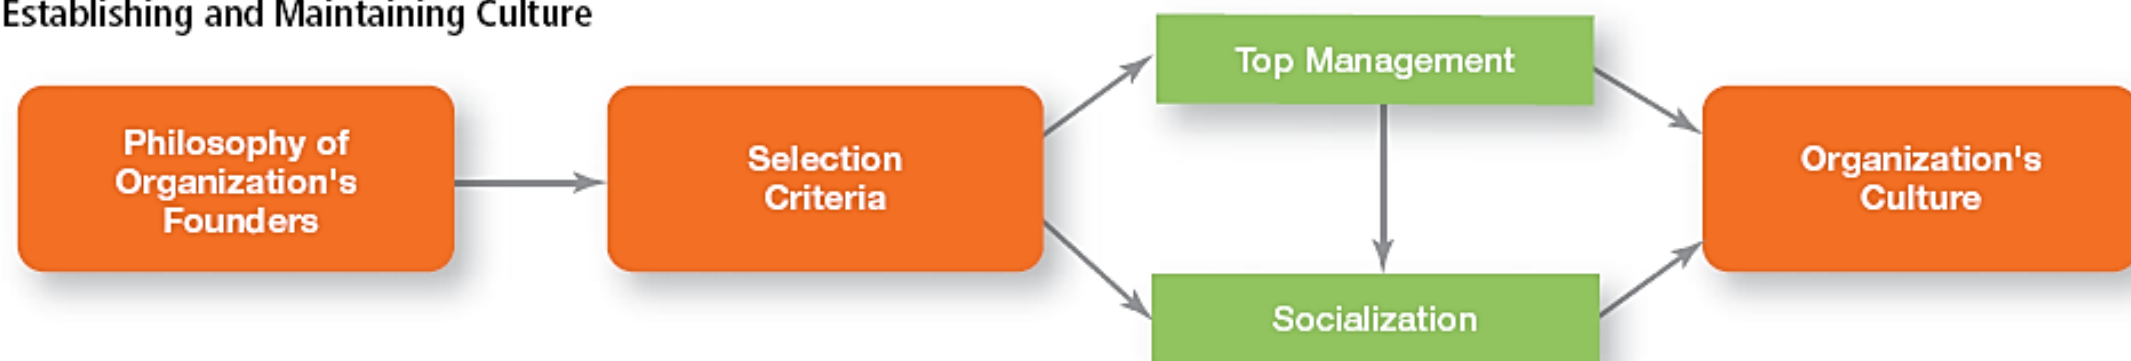 Establishing and Maintaining Culture
Philosophy of
Organization's
Founders
Selection
Criteria
Top Management
Socialization
Organization's
Culture